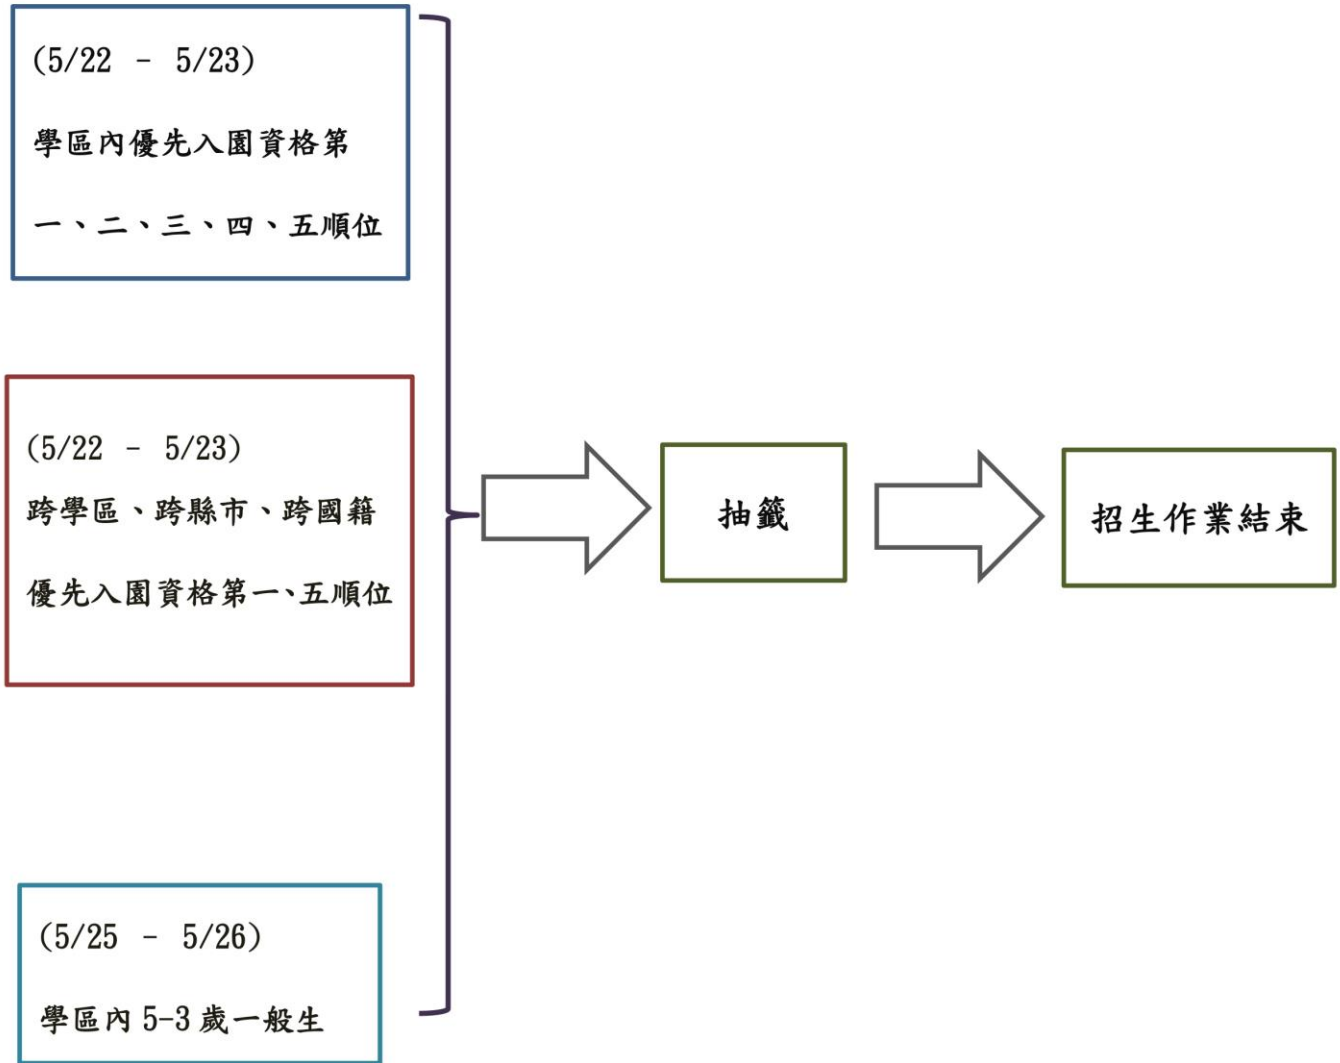 (5/22 - 5/23)
學區內優先入園資格第
一、二、三、四、五順位
(5/22 - 5/23)
跨學區、跨縣市、跨國籍
優先入園資格第一、五順位
(5/25 - 5/26)
學區內 5-3 歲一般生
抽籤
招生作業結束